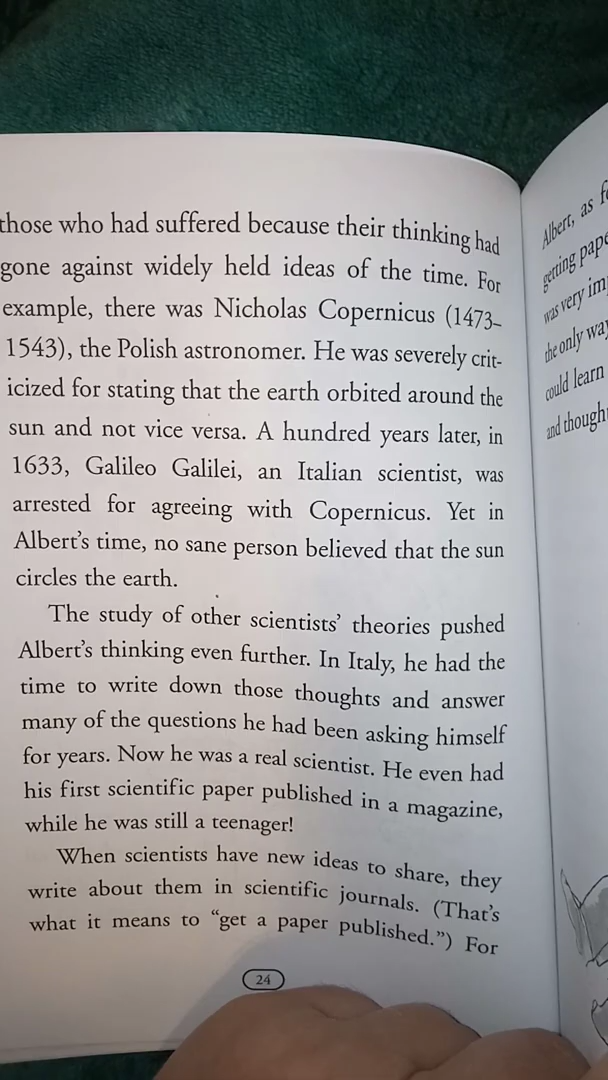 those who had suffered because their thinking had
gone against widely held ideas of the time. For
example, there was Nicholas Copernicus (1473–
1543), the Polish astronomer. He was severely crit-
icized for stating that the earth orbited around the
sun and not vice versa. A hundred years later, in
1633, Galileo Galilei, an Italian scientist, was
arrested for agreeing with Copernicus. Yet in
Albert’s time, no sane person believed that the sun
circles the earth.
The study of other scientists’ theories pushed
Albert’s thinking even further. In Italy, he had the
time to write down those thoughts and answer
many of the questions he had been asking himself
for years. Now he was a real scientist. He even had
his first scientific paper published in a magazine,
while he was still a teenager!
When scientists have new ideas to share, they
write about them in scientific journals. (That’s
what it means to “get a paper published.”) For
24
Albert, as
getting
was very
the only
could learn
and